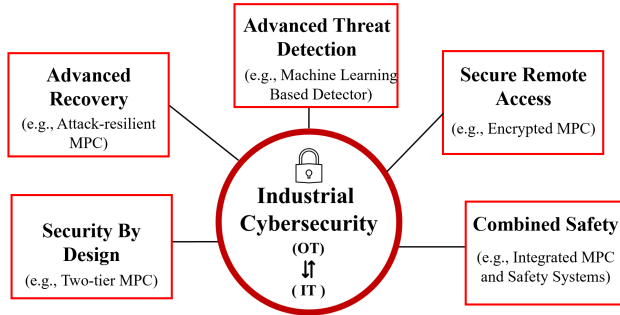 Advanced Threat
Detection
(e.g., Machine Learning
Based Detector)
Advanced
Recovery
(e.g., Attack-resilient
MPC)
Secure Remote
Access
(e.g., Encrypted MPC)
Industrial
Cybersecurity
(OT)
( IT )
Security By
Design
(e.g., Two-tier MPC)
Combined Safety
(e.g., Integrated MPC
and Safety Systems)